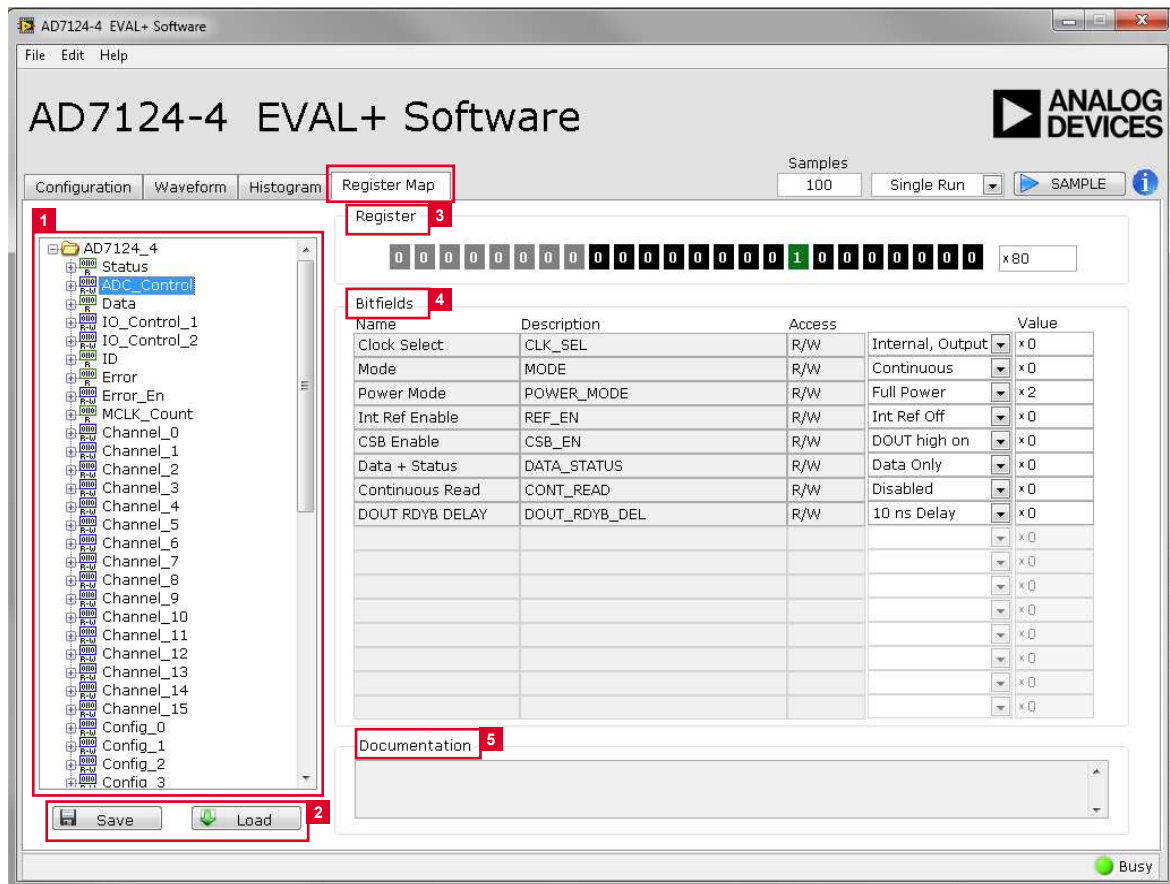 AD7124-4 EVAL+ Software
File Edit Help
AD7124-4 EVAL+ Software
ANALOG
DEVICES
Samples
Configuration Waveform Histogram Register Map 100 Single Run SAMPLE i
1
AD7124_4
Status
ADC_Control
Data
IO_Control_1
IO_Control_2
ID
Error
Error_En
MCLK_Count
Channel_0
Channel_1
Channel_2
Channel_3
Channel_4
Channel_5
Channel_6
Channel_7
Channel_8
Channel_9
Channel_10
Channel_11
Channel_12
Channel_13
Channel_14
Channel_15
Config_0
Config_1
Config_2
Config_3
Save Load 2
Register 3
0 0 0 0 0 0 0 0 0 0 0 0 0 0 0 0 1 0 0 0 0 0 0 0 x80
Bitfields 4
Name Description Access Value
Clock Select CLK_SEL R/W Internal, Output x0
Mode MODE R/W Continuous x0
Power Mode POWER_MODE R/W Full Power x2
Int Ref Enable REF_EN R/W Int Ref Off x0
CSB Enable CSB_EN R/W DOUT high on x0
Data + Status DATA_STATUS R/W Data Only x0
Continuous Read CONT_READ R/W Disabled x0
DOUT RDYB DELAY DOUT_RDYB_DEL R/W 10 ns Delay x0
x0
x0
x0
x0
x0
x0
x0
x0
Documentation 5
Busy